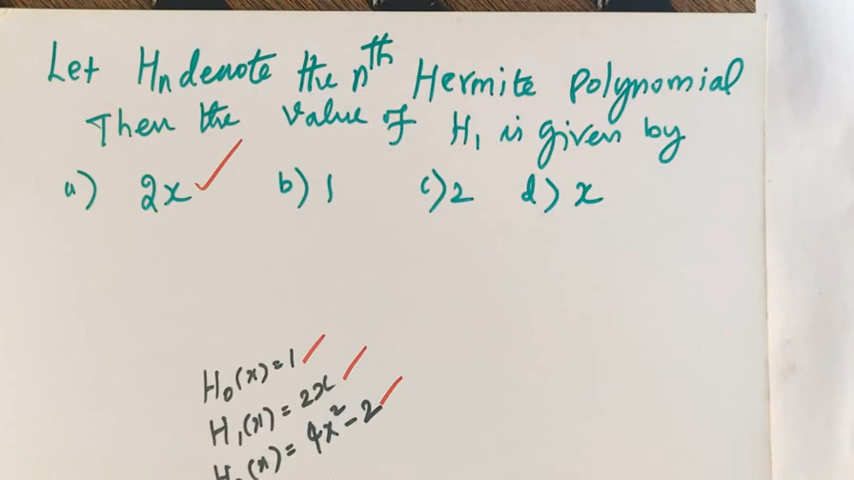 Let Hn denote the nth Hermite polynomial
Then the value of H₁ is given by
a) 2x ✓ b) 1 c) 2 d) x
H₀(x) = 1
H₁(x) = 2x
H₂(x) = 4x² - 2